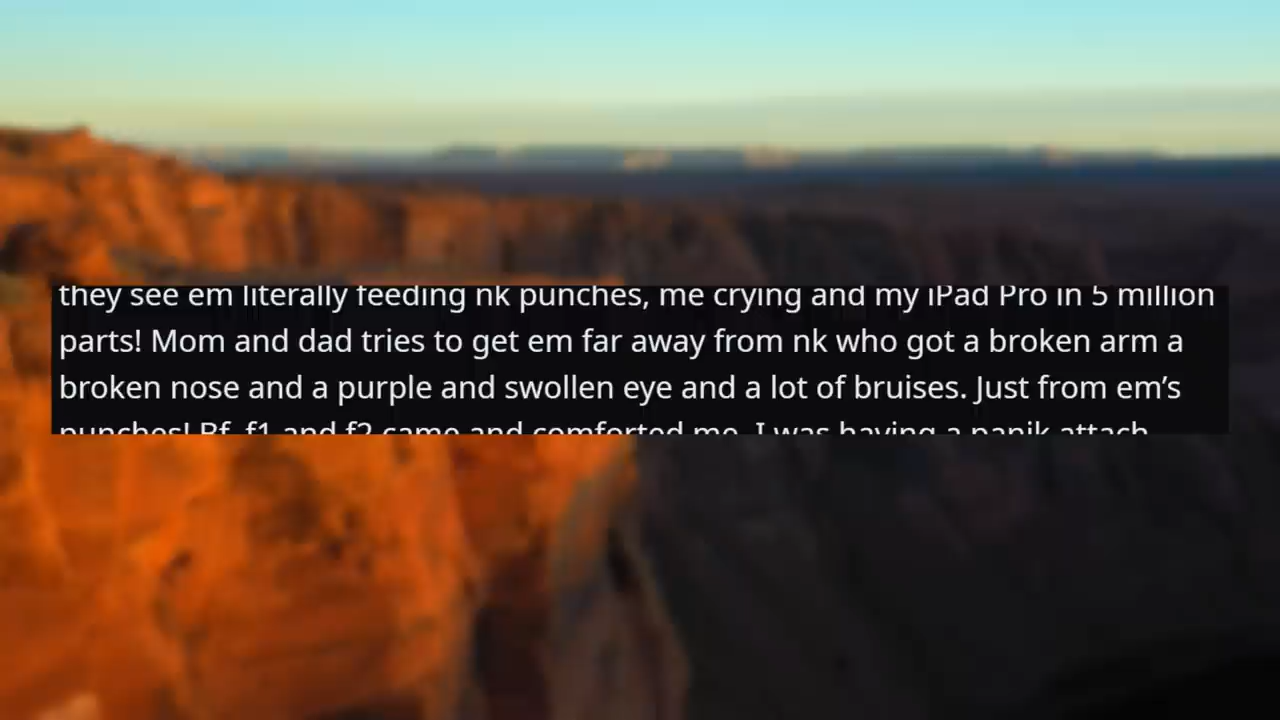 they see em literally feeding nk punches, me crying and my iPad Pro in 5 million
parts! Mom and dad tries to get em far away from nk who got a broken arm a
broken nose and a purple and swollen eye and a lot of bruises. Just from em’s
punches! Bf, f1 and f2 came and comforted me. I was having a panik attach